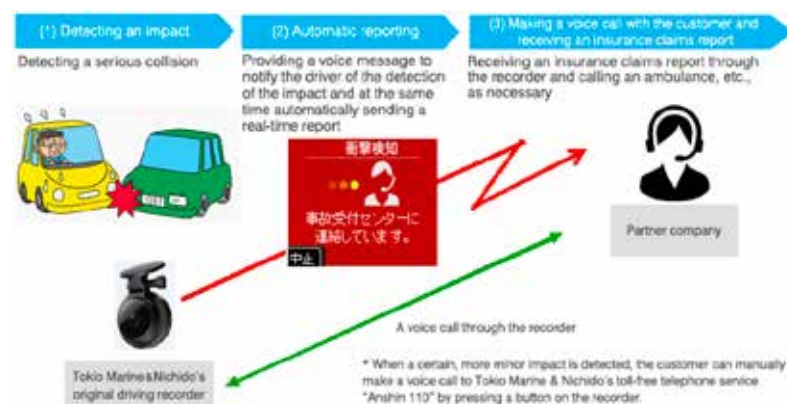 (1) Detecting an impact
Detecting a serious collision
(2) Automatic reporting
Providing a voice message to
notify the driver of the detection
of the impact and at the same
time automatically sending a
real-time report
(3) Making a voice call with the customer and
receiving an insurance claims report
Receiving an insurance claims report through
the recorder and calling an ambulance, etc.,
as necessary
衝撃検知
事故受付センターに
連絡しています。
中止
Partner company
A voice call through the recorder
Tokio Marine&Nichido's
original driving recorder
* When a certain, more minor impact is detected, the customer can manually
make a voice call to Tokio Marine & Nichido's toll-free telephone service
"Anshin 110" by pressing a button on the recorder.